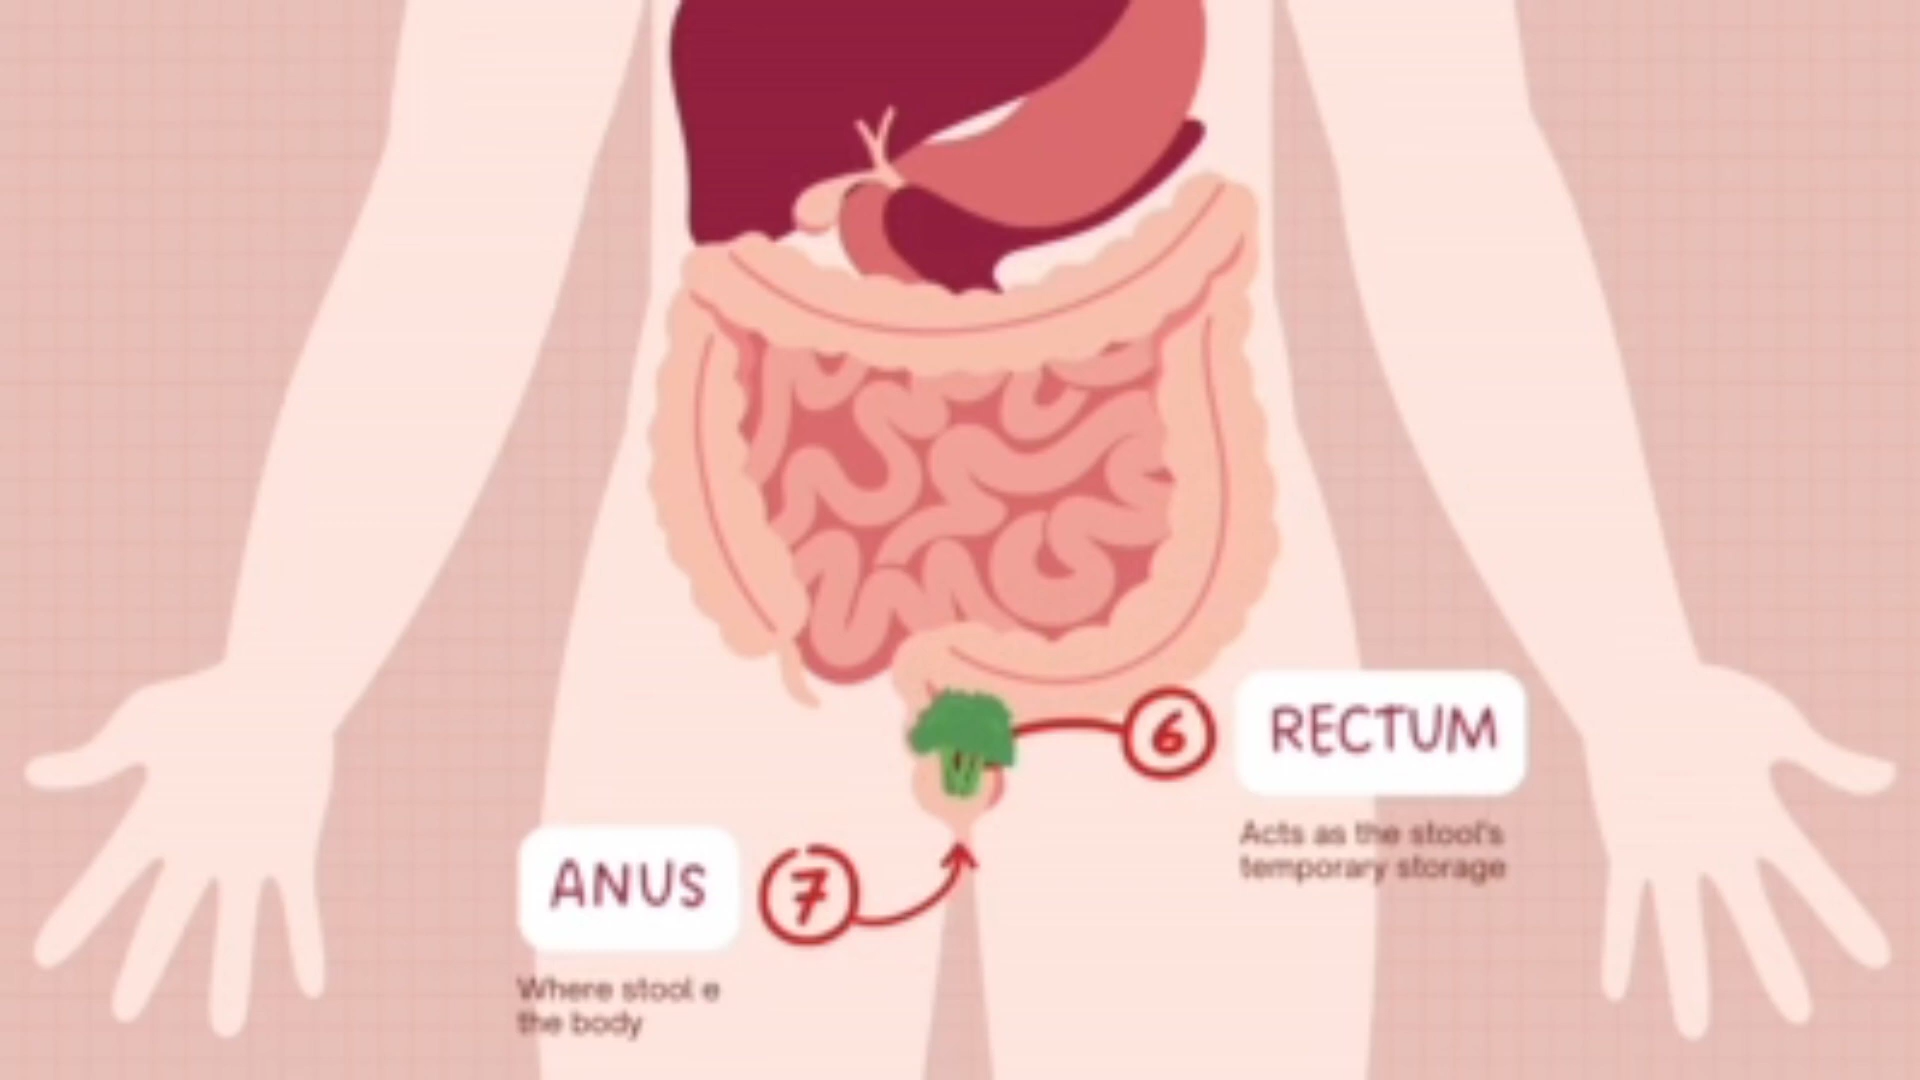 6
RECTUM
Acts as the stool's
temporary storage
ANUS
7
Where stool e
the body